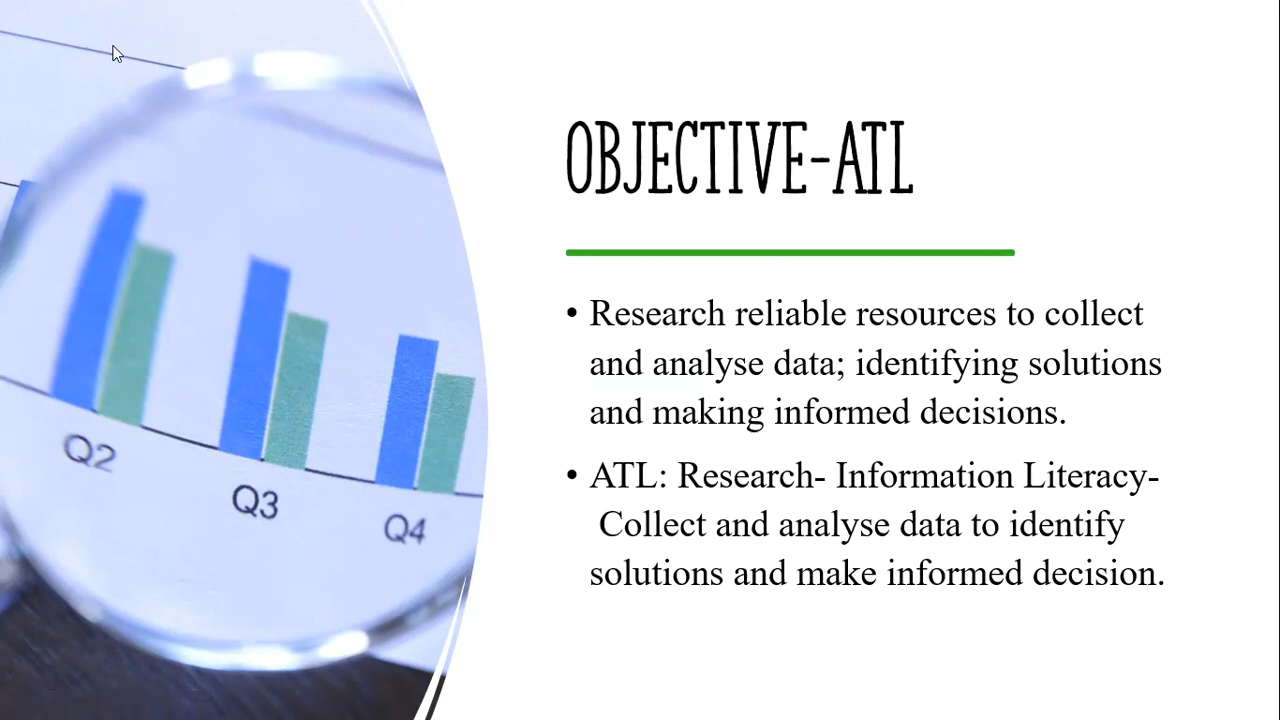 OBJECTIVE-ATL
• Research reliable resources to collect
and analyse data; identifying solutions
and making informed decisions.
• ATL: Research- Information Literacy-
Collect and analyse data to identify
solutions and make informed decision.
Q2
Q3
Q4